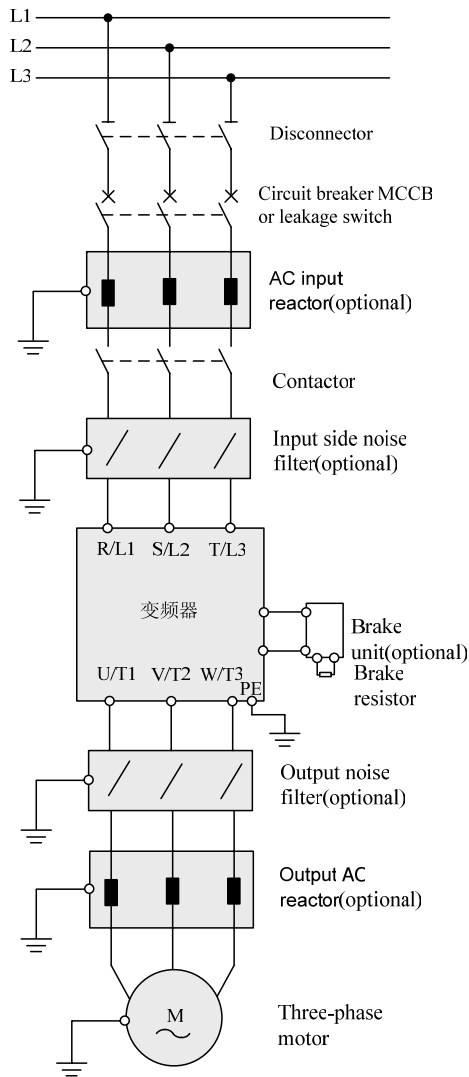 L1
L2
L3
Disconnector
Circuit breaker MCCB
or leakage switch
AC input
reactor(optional)
Contactor
Input side noise
filter(optional)
R/L1 S/L2 T/L3
变频器
Brake
unit(optional)
Brake
resistor
U/T1 V/T2 W/T3
PE
Output noise
filter(optional)
Output AC
reactor(optional)
M
Three-phase
motor